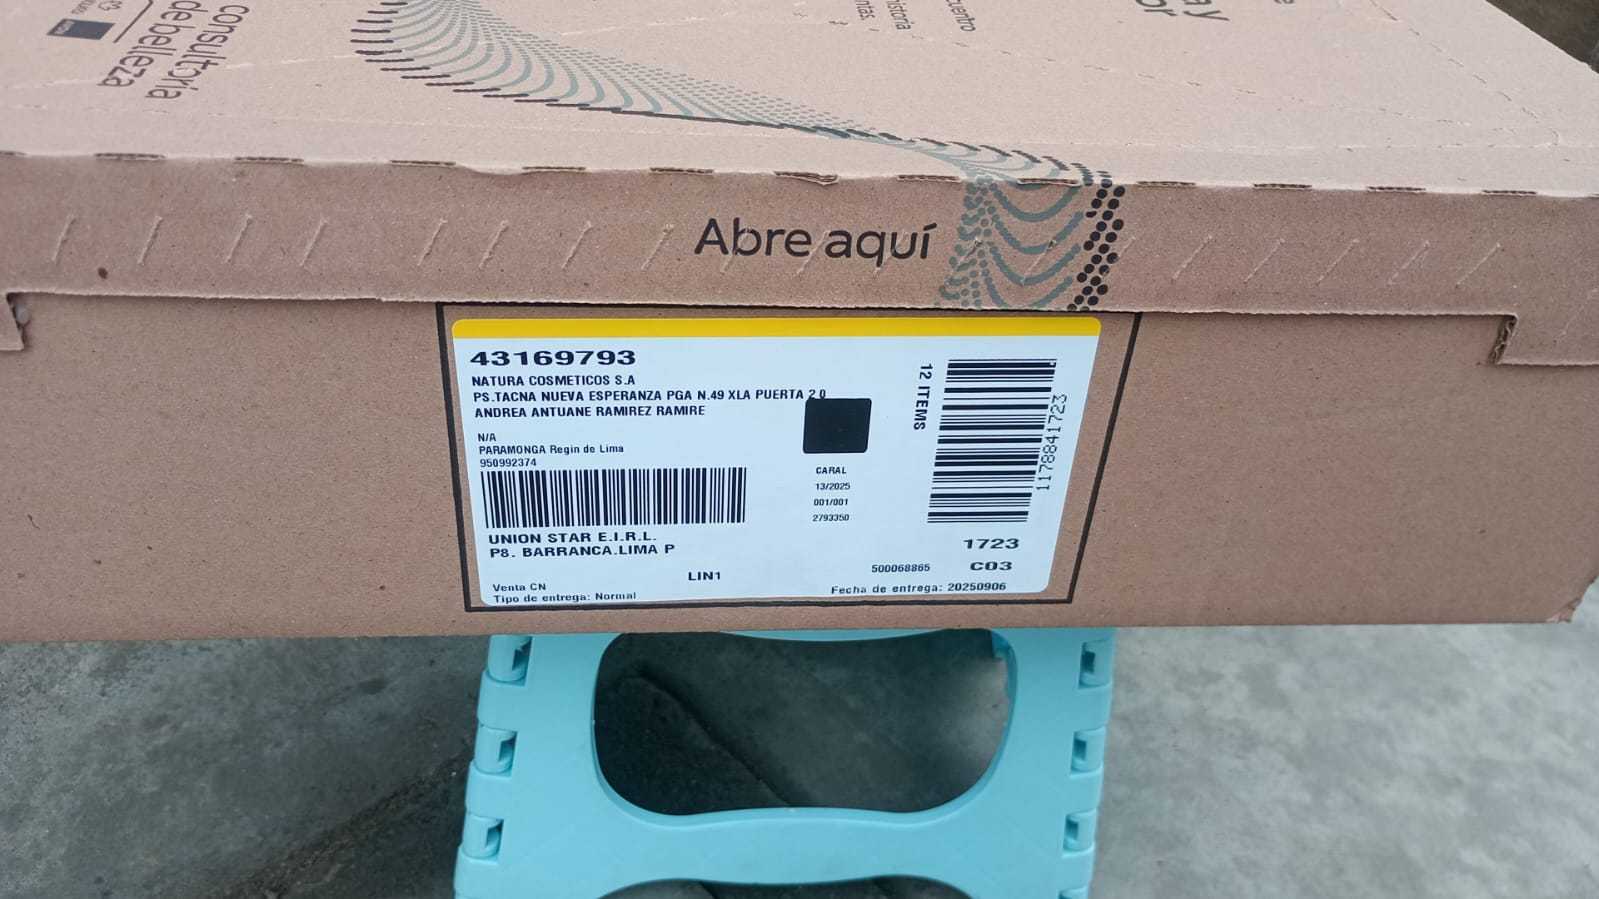 consultoría
de belleza
Abre aquí
43169793
NATURA COSMETICOS S.A
PS.TACNA NUEVA ESPERANZA PGA N.49 XLA PUERTA 2 0
ANDREA ANTUANE RAMIREZ RAMIRE
N/A
PARAMONGA Regin de Lima
950992374
UNION STAR E.I.R.L.
P8. BARRANCA.LIMA P
LIN1
Venta CN
Tipo de entrega: Normal
CARAL
13/2025
001/001
2793350
12 ITEMS
1178841723
1723
500068865
C03
Fecha de entrega: 20250906